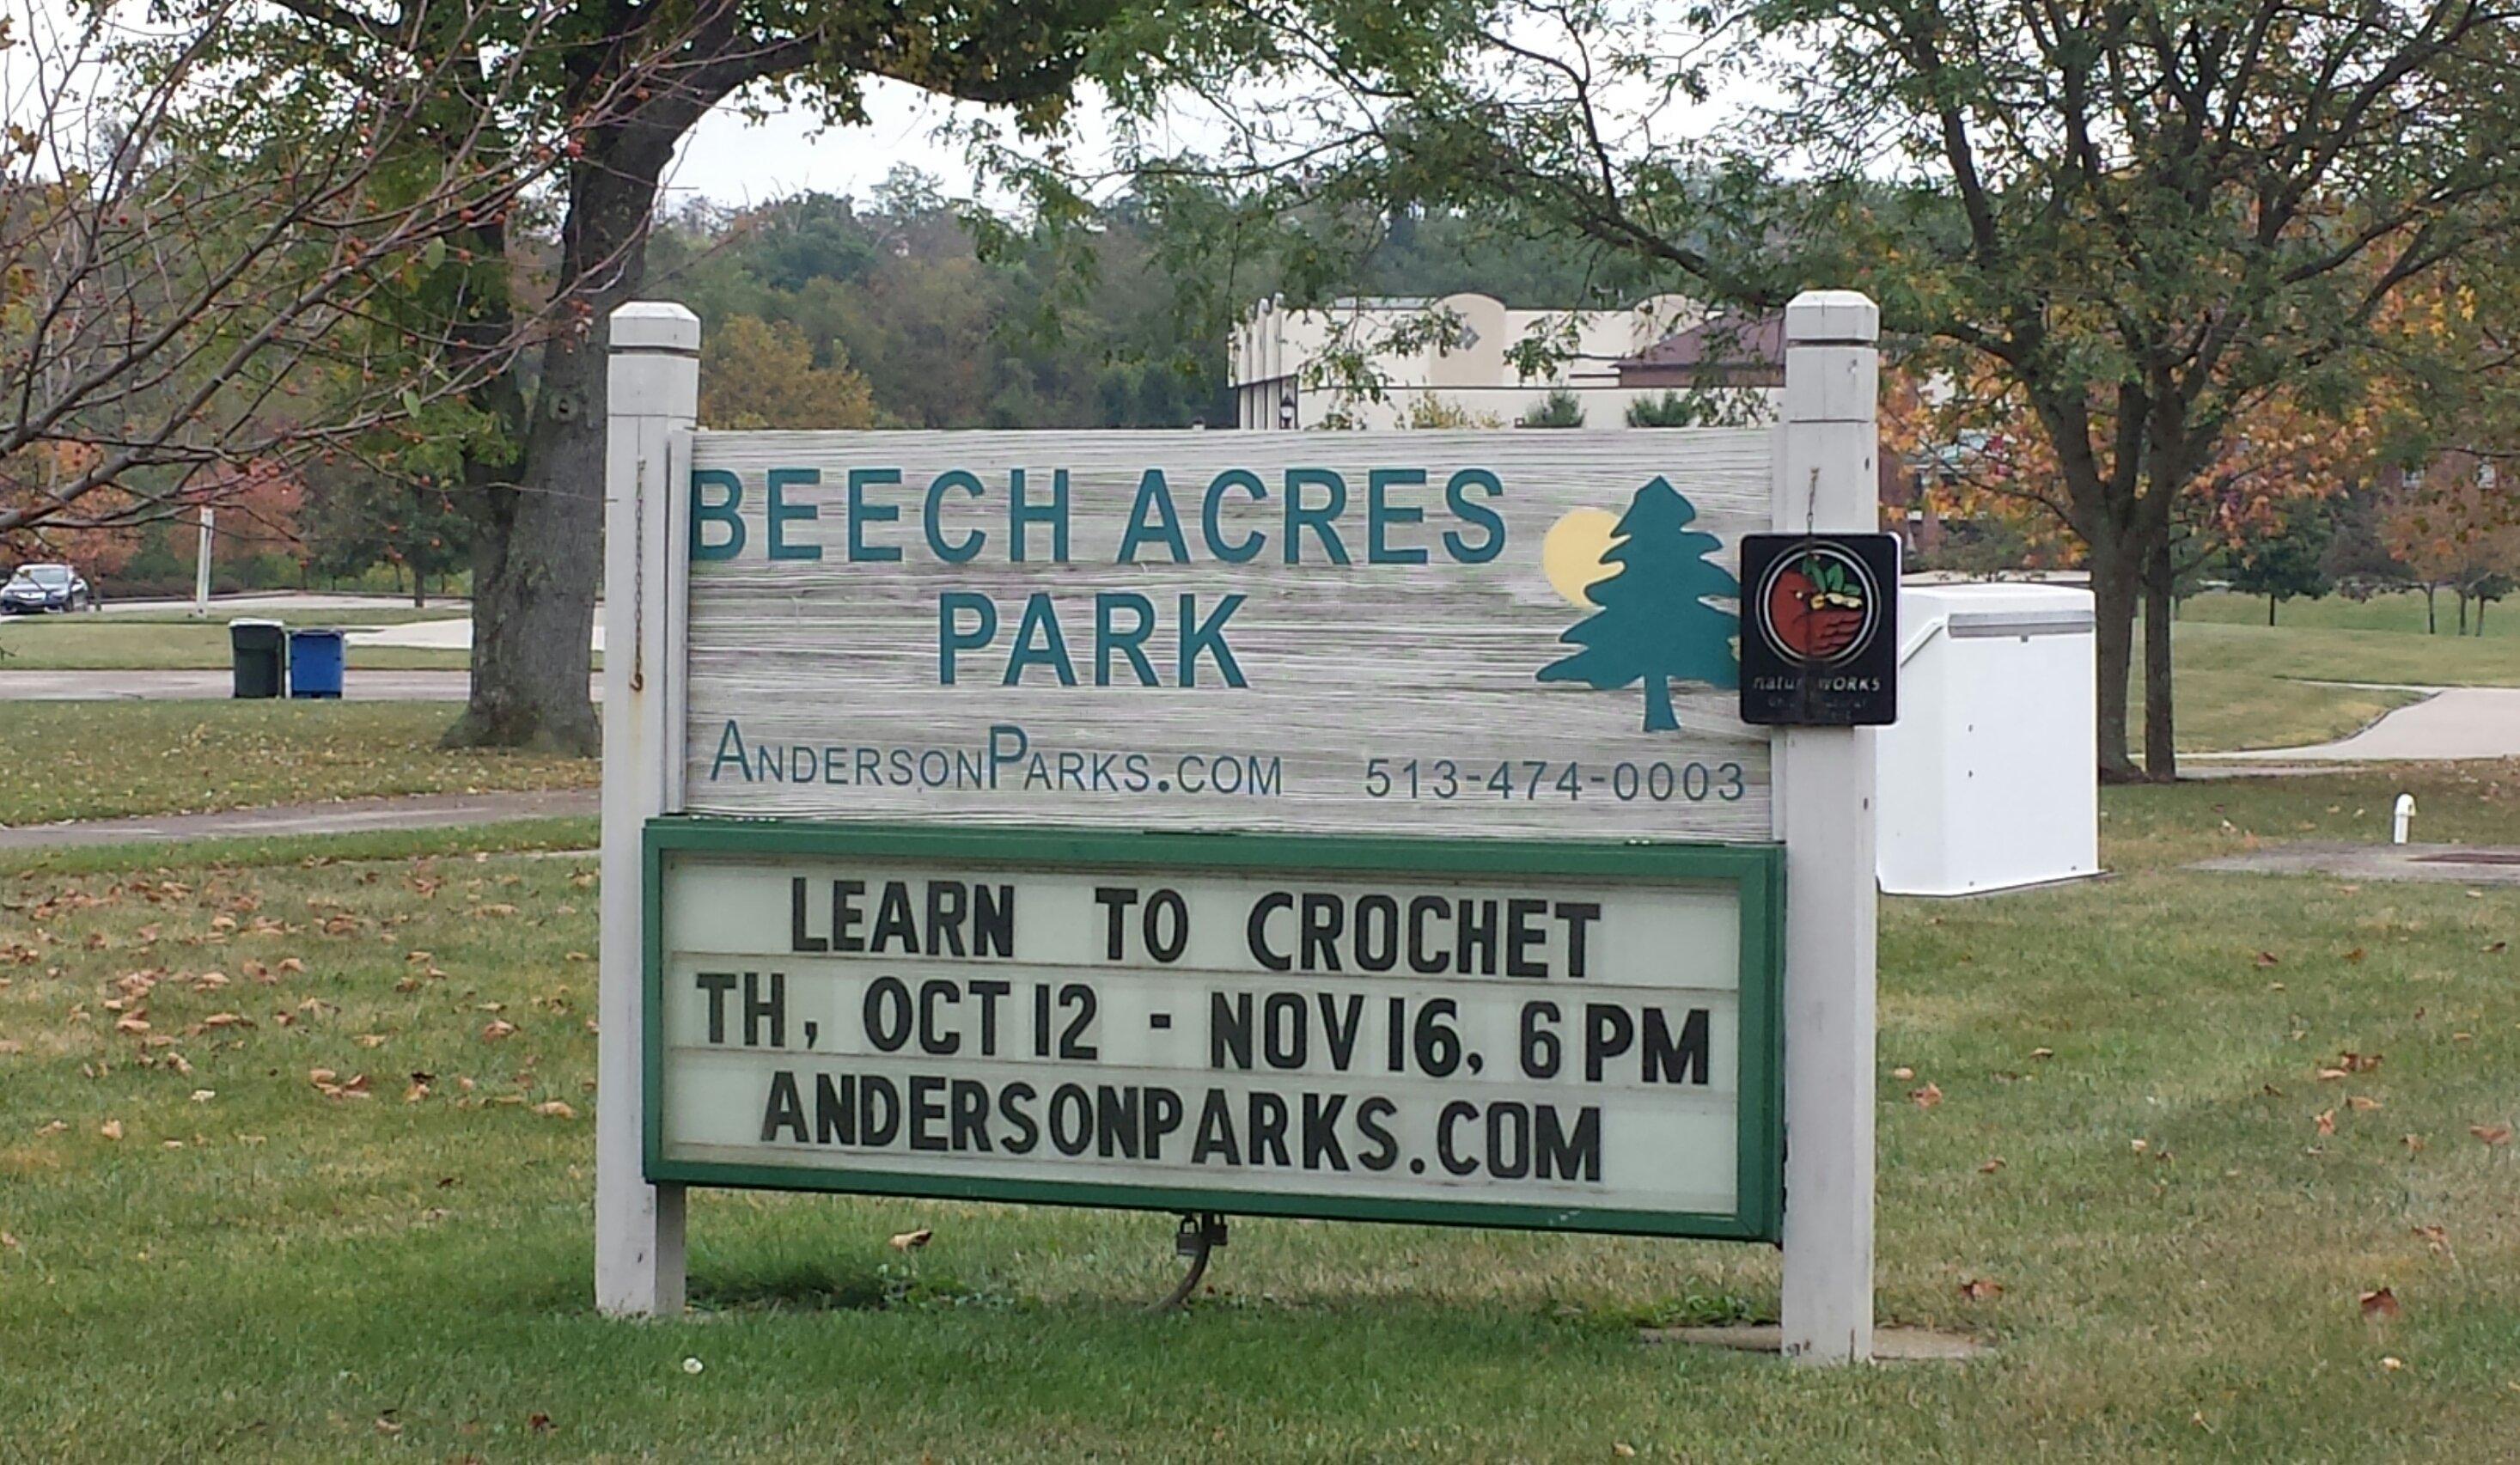 BEECH ACRES
PARK
ANDERSONPARKS.COM 513-474-0003
natureWORKS
LEARN TO CROCHET
TH, OCT 12 - NOV 16, 6 PM
ANDERSONPARKS.COM